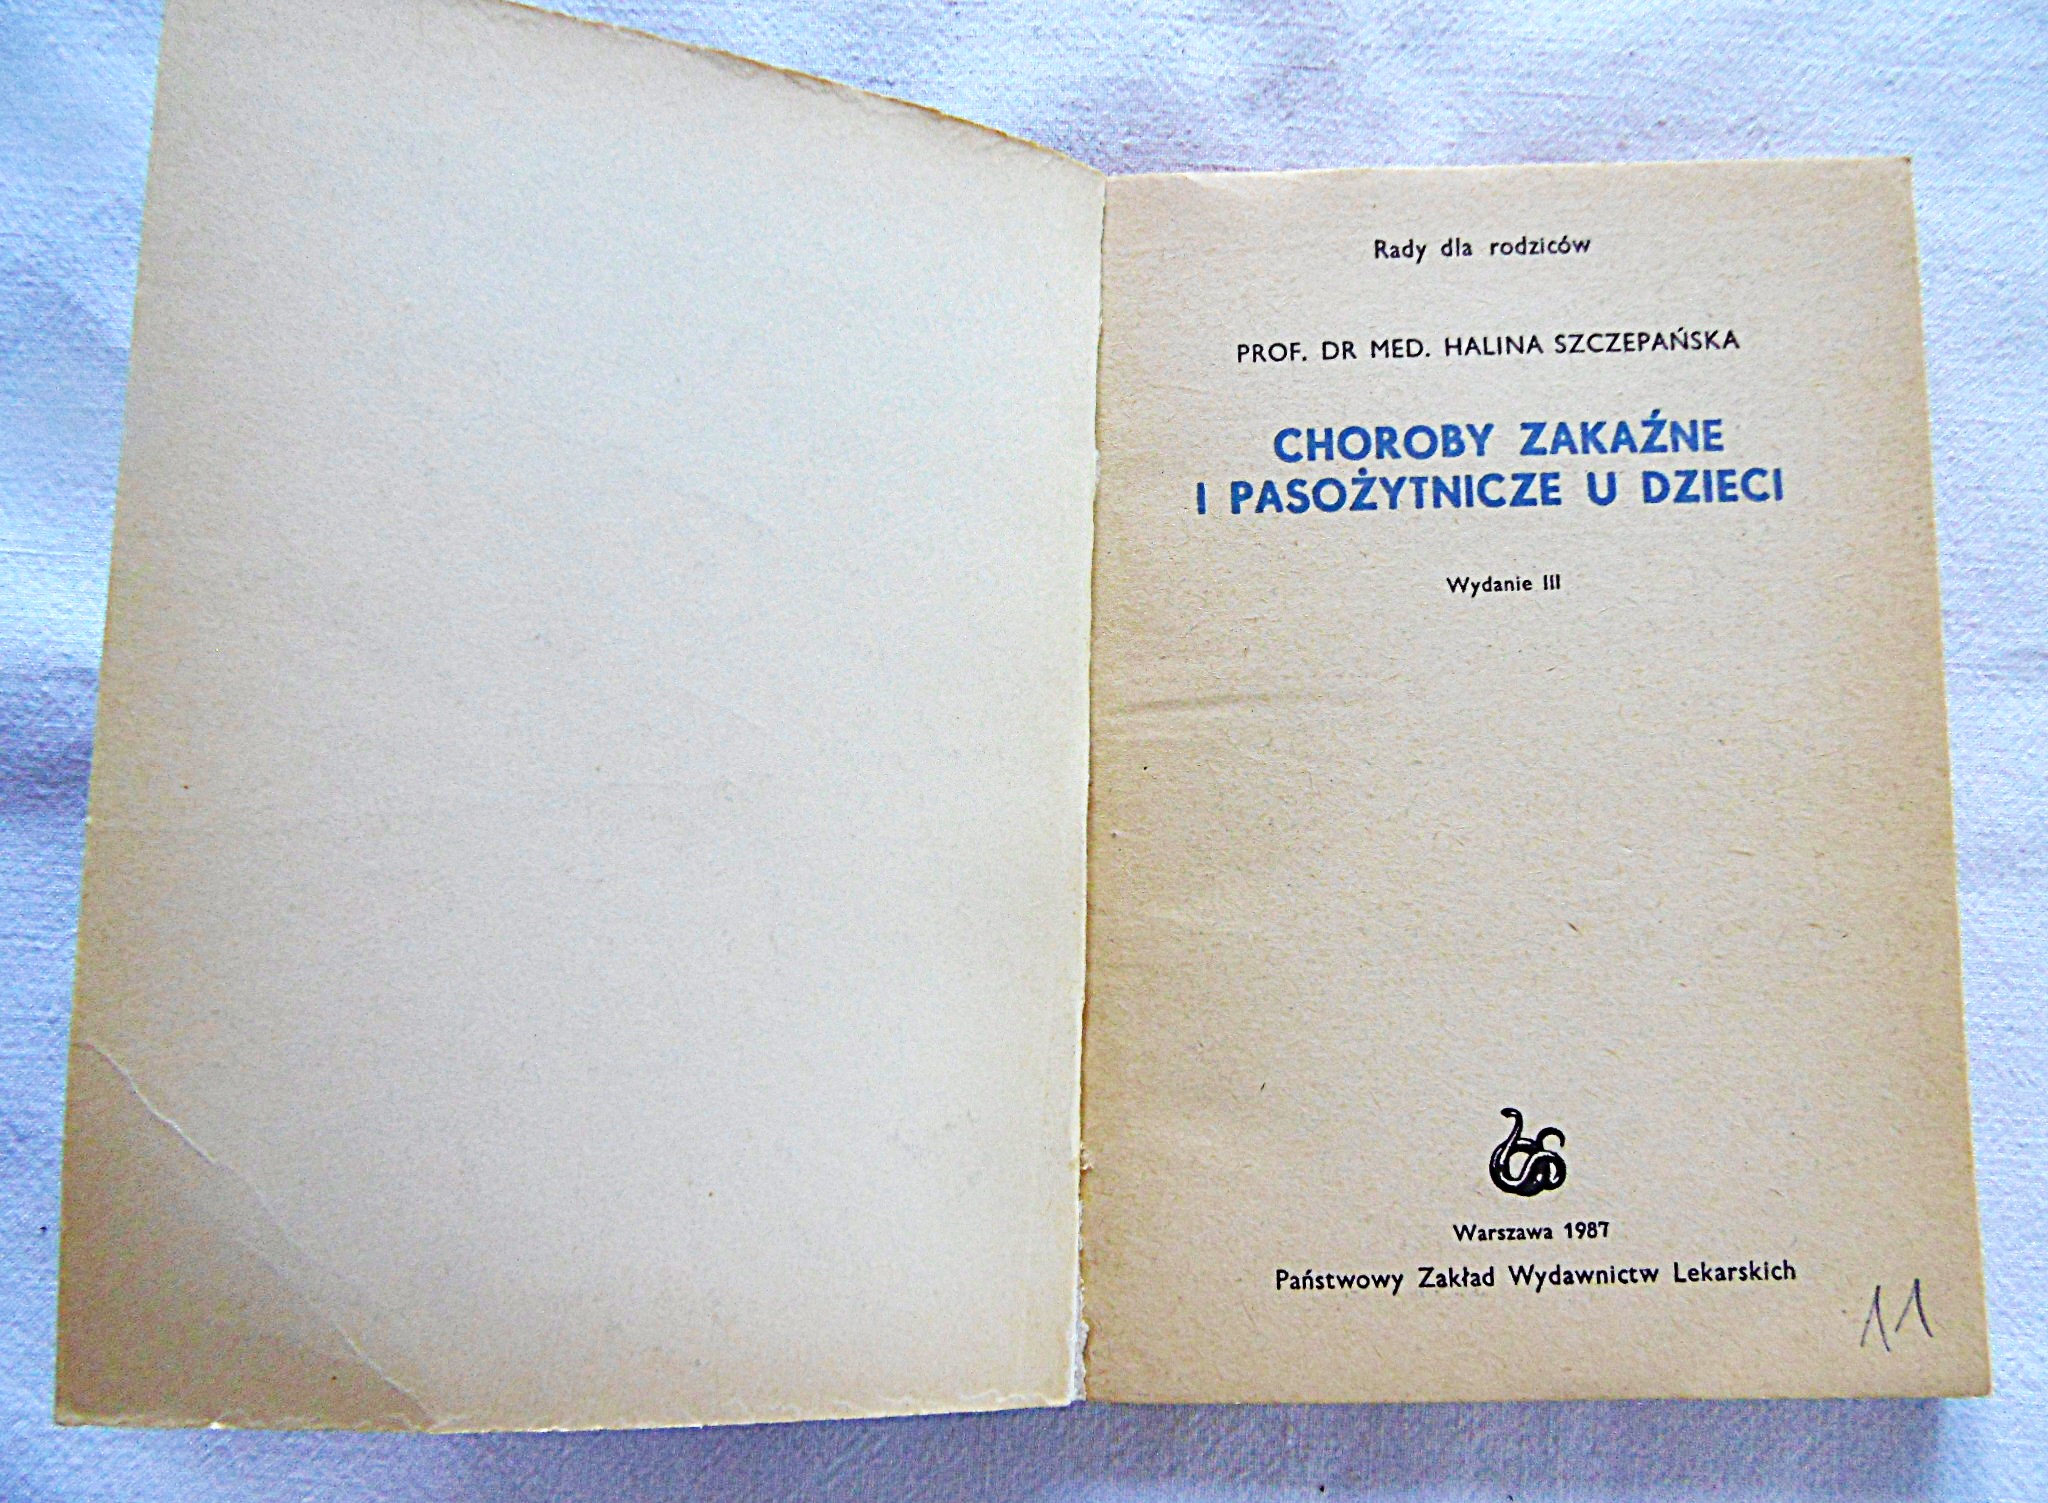 Rady dla rodziców
PROF. DR MED. HALINA SZCZEPAŃSKA
CHOROBY ZAKAŹNE
I PASOŻYTNICZE U DZIECI
Wydanie III
Warszawa 1987
Państwowy Zakład Wydawnictw Lekarskich
11